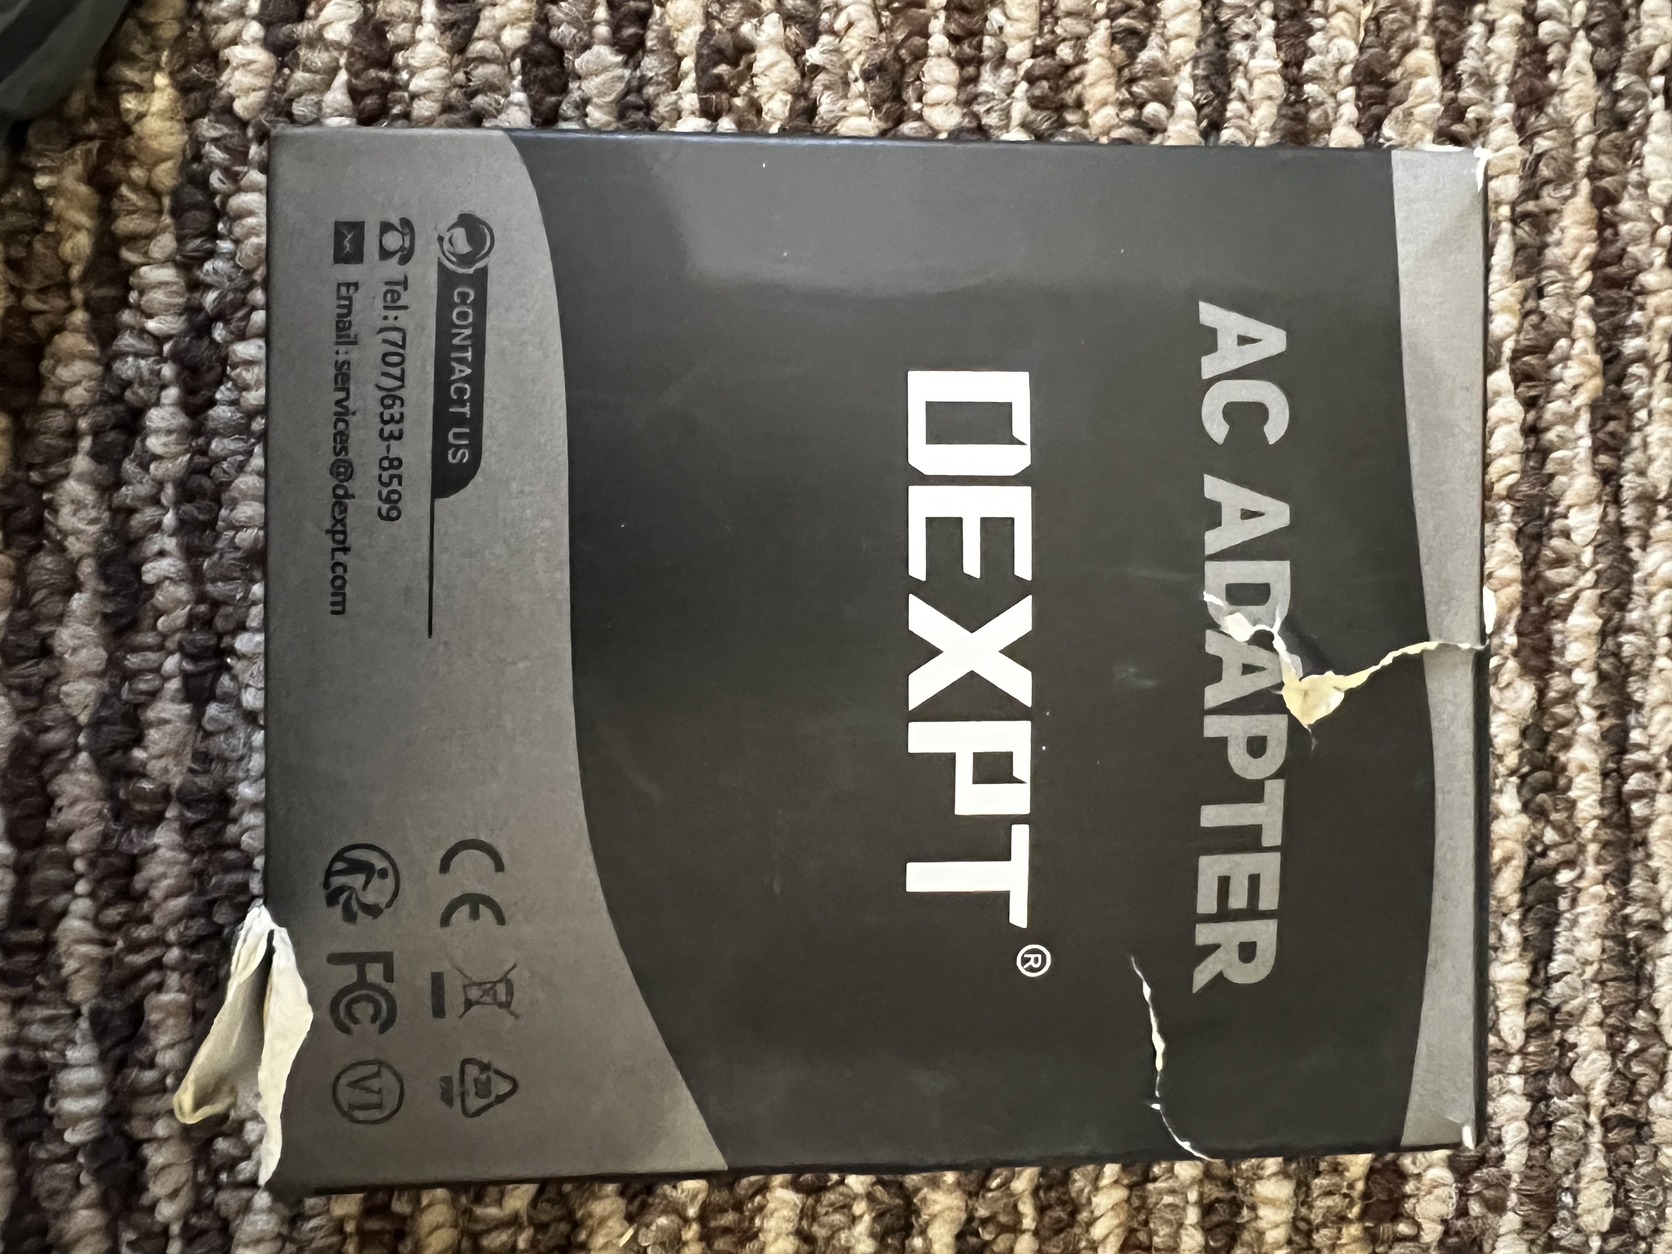 AC ADAPTER
DEXPT®
CONTACT US
Tel:(707)633-8599
Email:services@dexpt.com
CE
FC VI